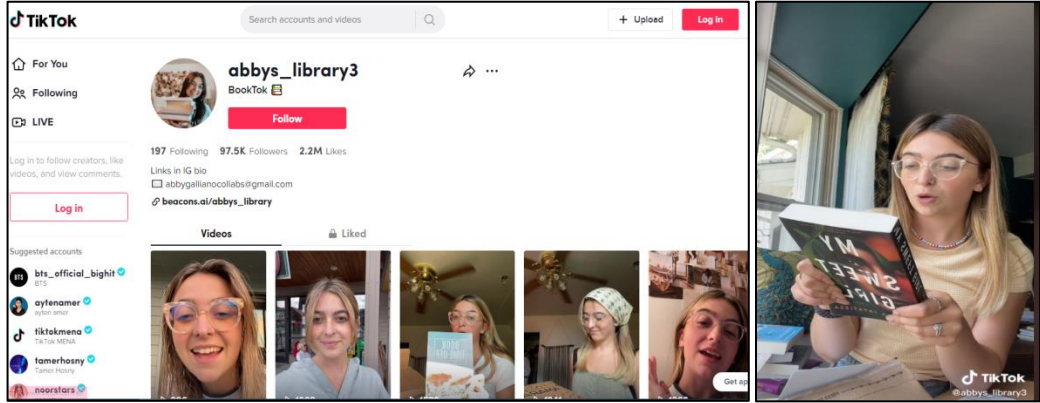 TikTok
Search accounts and videos
+ Upload
Log in
For You
Following
LIVE
Log in to follow creators, like
videos, and view comments.
Log in
Suggested accounts
bts_official_bighit
BTS
aytenamer
ayten amer
tiktokmena
TikTok MENA
tamerhosny
Tamer Hosny
noorstars
abbys_library3
BookTok
Follow
197 Following 97.5K Followers 2.2M Likes
Links in IG bio
abbygallianocollabs@gmail.com
beacons.ai/abbys_library
Videos
Liked
Get ap
MY
SWEET
GIRL
TikTok
@abbys_library3